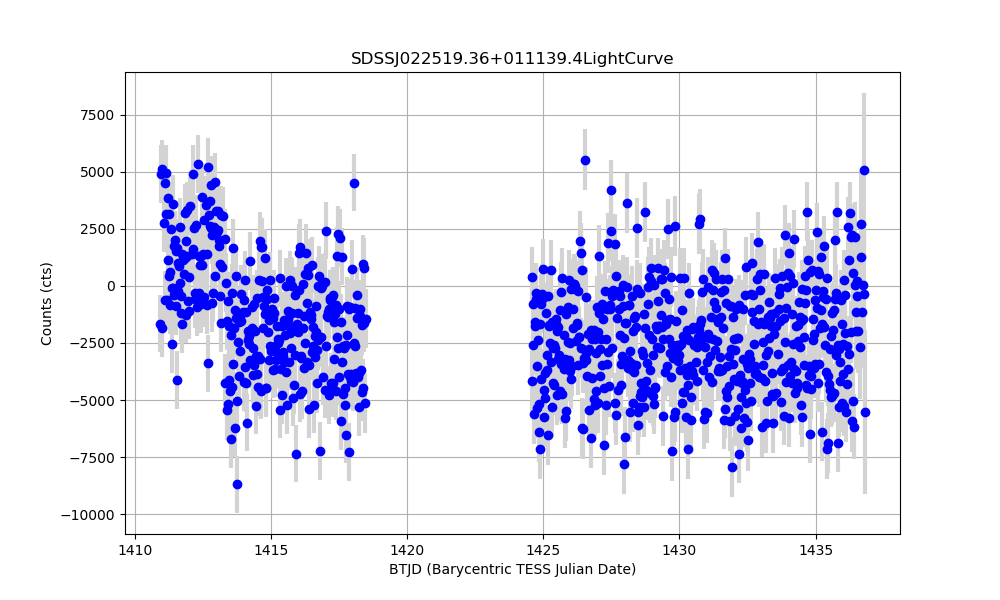 SDSSJ022519.36+011139.4LightCurve
7500
5000
2500
0
−2500
−5000
−7500
−10000
Counts (cts)
1410 1415 1420 1425 1430 1435
BTJD (Barycentric TESS Julian Date)